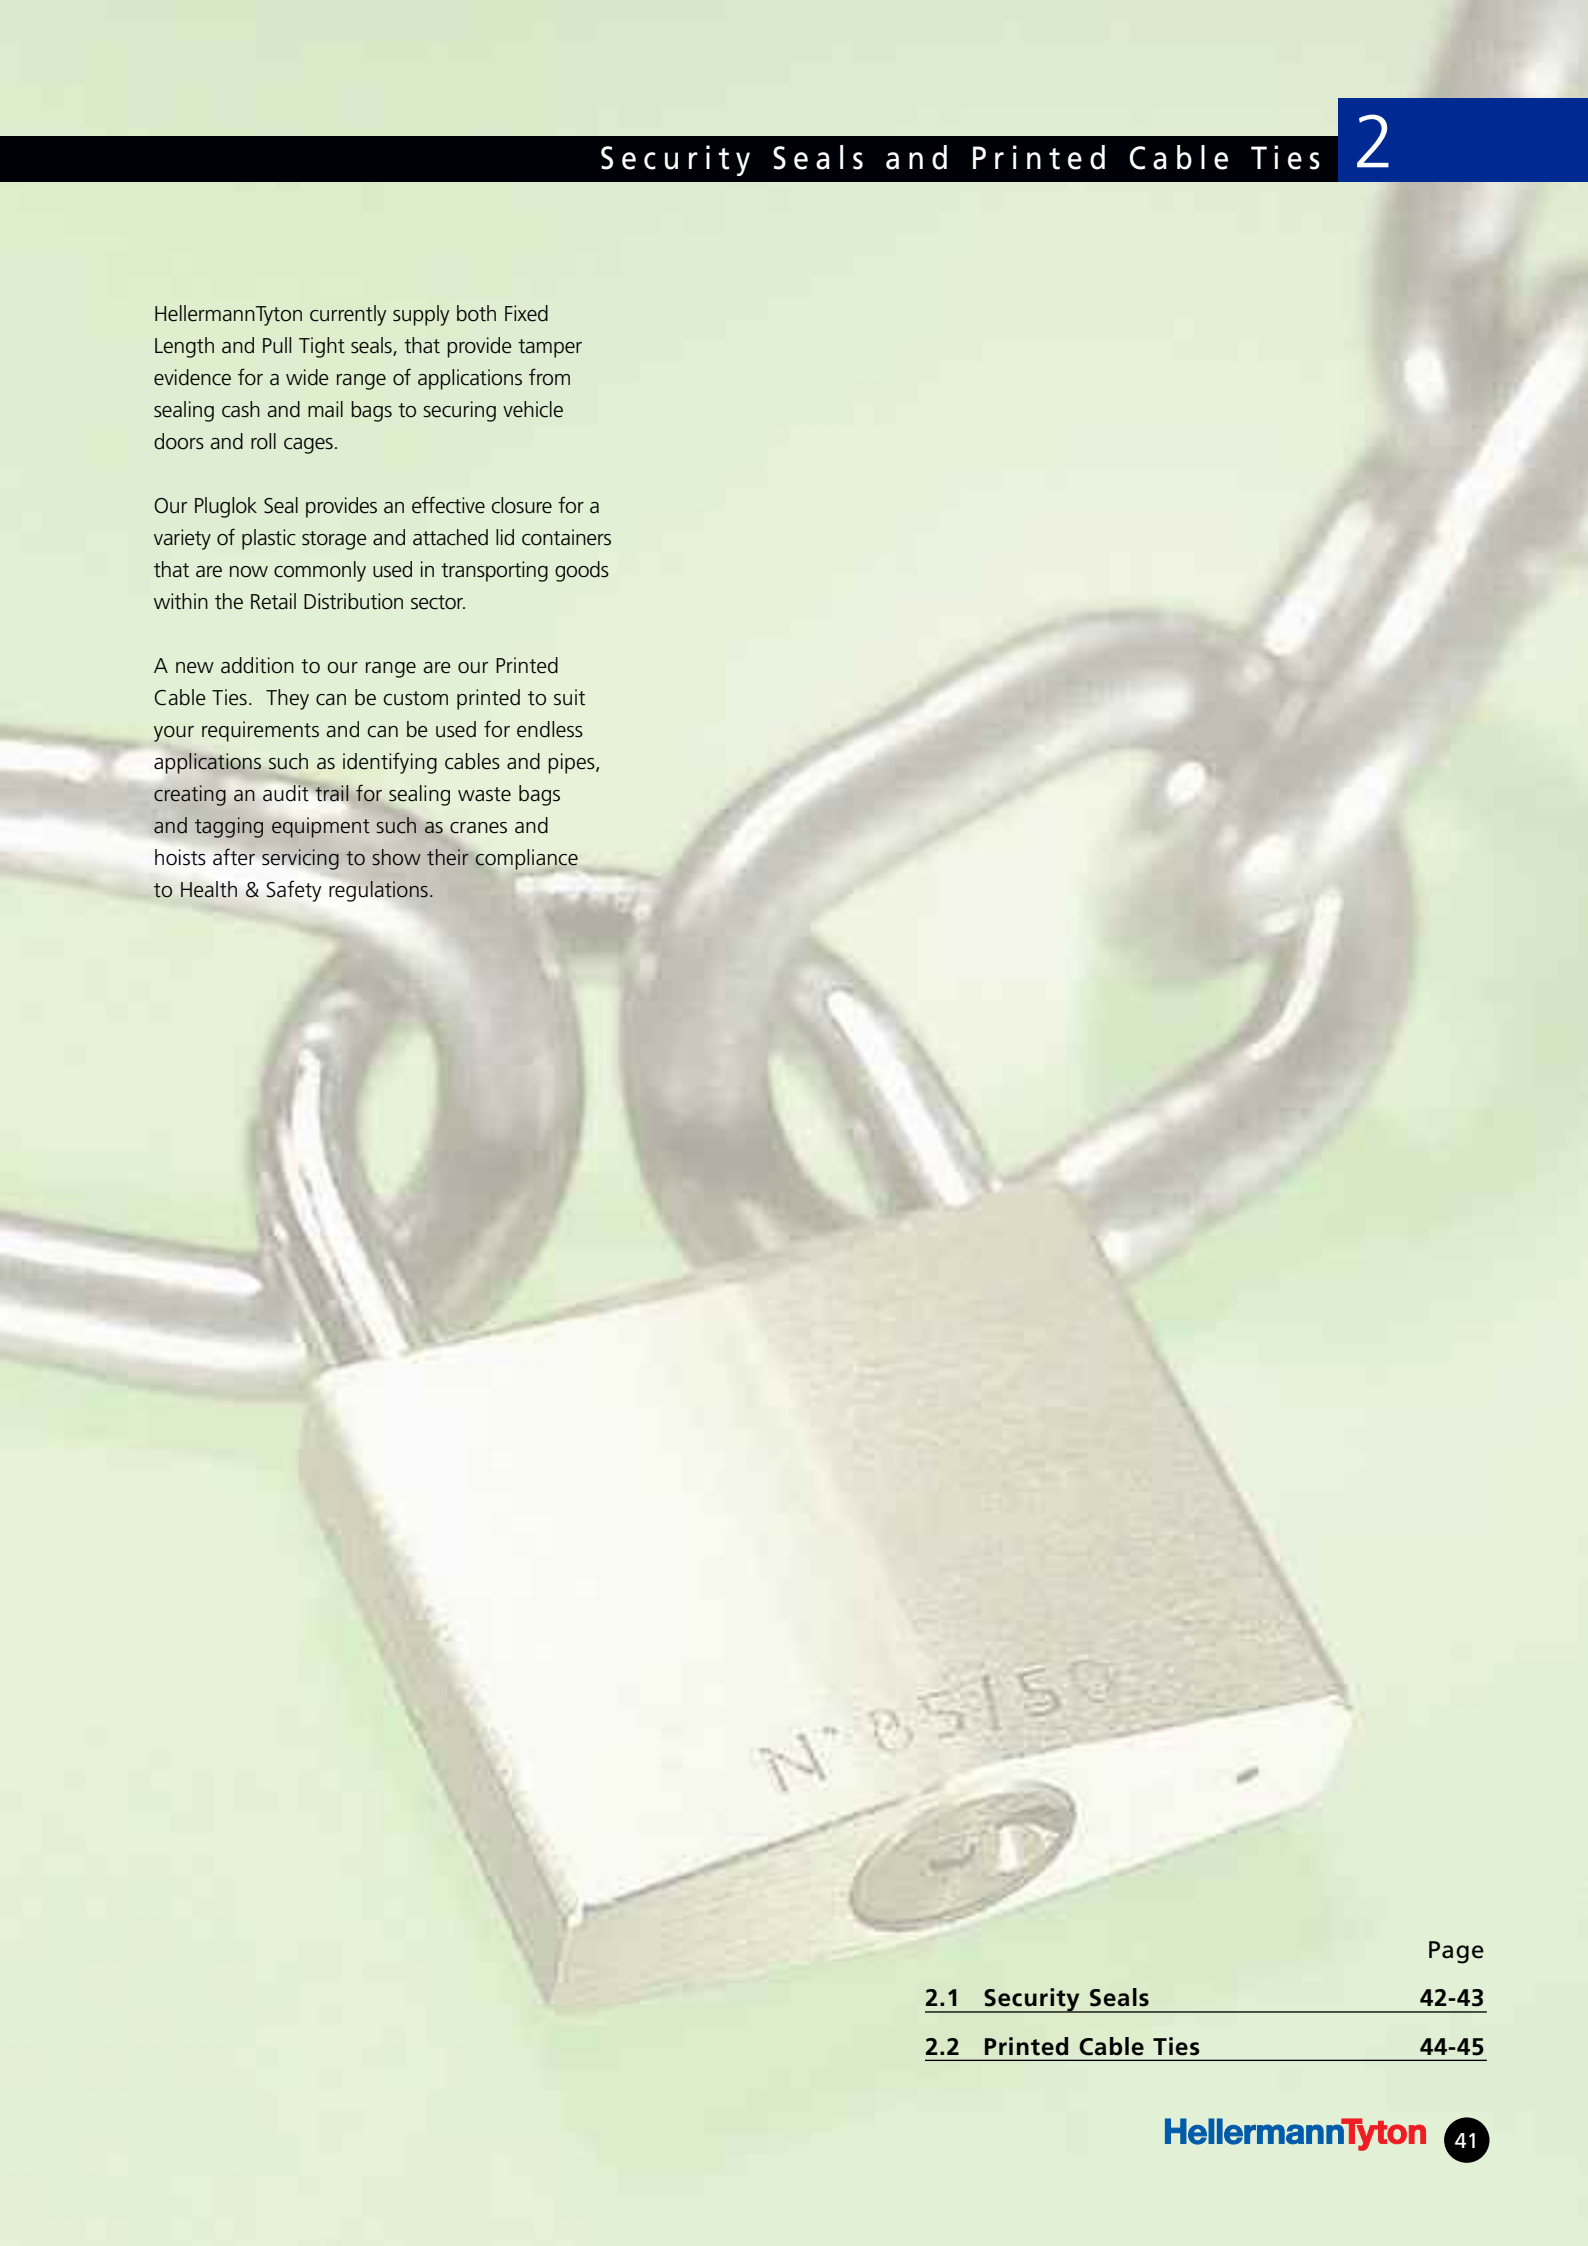 Security Seals and Printed Cable Ties 2
HellermannTyton currently supply both Fixed
Length and Pull Tight seals, that provide tamper
evidence for a wide range of applications from
sealing cash and mail bags to securing vehicle
doors and roll cages.
Our Pluglok Seal provides an effective closure for a
variety of plastic storage and attached lid containers
that are now commonly used in transporting goods
within the Retail Distribution sector.
A new addition to our range are our Printed
Cable Ties. They can be custom printed to suit
your requirements and can be used for endless
applications such as identifying cables and pipes,
creating an audit trail for sealing waste bags
and tagging equipment such as cranes and
hoists after servicing to show their compliance
to Health & Safety regulations.
N° 85/50
Page
2.1 Security Seals 42-43
2.2 Printed Cable Ties 44-45
HellermannTyton 41